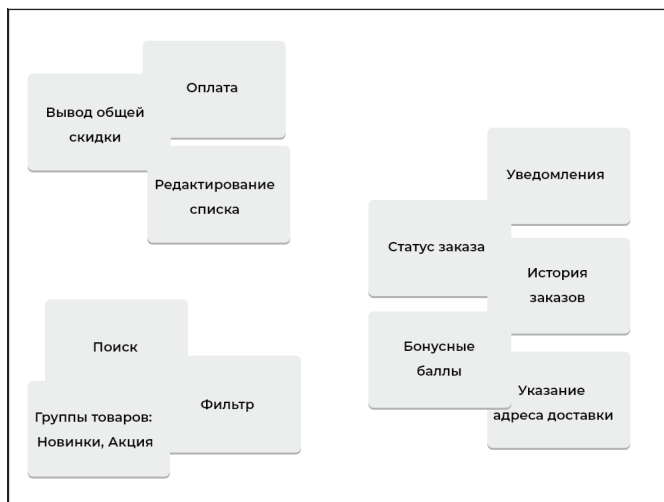 Оплата
Вывод общей
скидки
Редактирование
списка
Уведомления
Статус заказа
История
заказов
Бонусные
баллы
Указание
адреса доставки
Поиск
Фильтр
Группы товаров:
Новинки, Акция